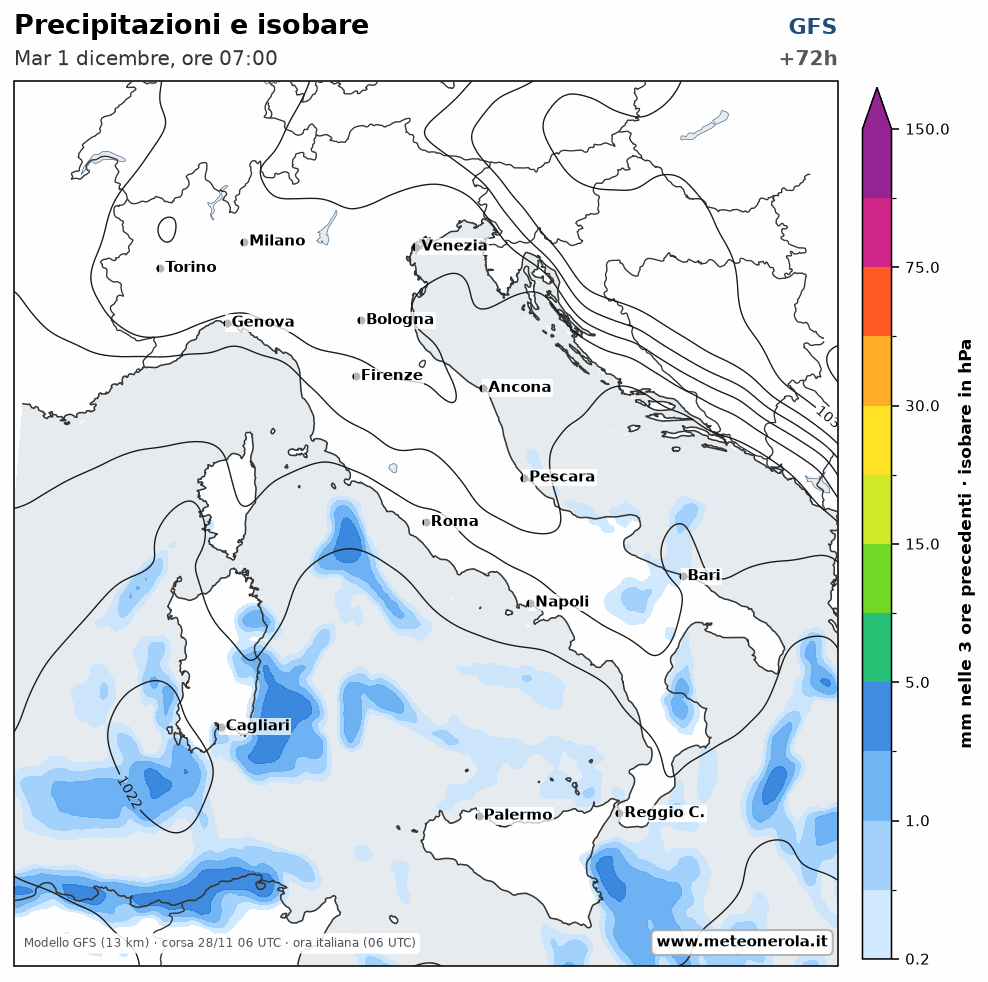 Precipitazioni e isobare
GFS
Mar 1 dicembre, ore 07:00
+72h
150.0
75.0
30.0
15.0
5.0
1.0
0.2
mm nelle 3 ore precedenti · isobare in hPa
Milano
Venezia
Torino
Genova
Bologna
Firenze
Ancona
Pescara
Roma
Bari
Napoli
Cagliari
1022
Palermo
Reggio C.
Modello GFS (13 km) · corsa 28/11 06 UTC · ora italiana (06 UTC)
www.meteonerola.it